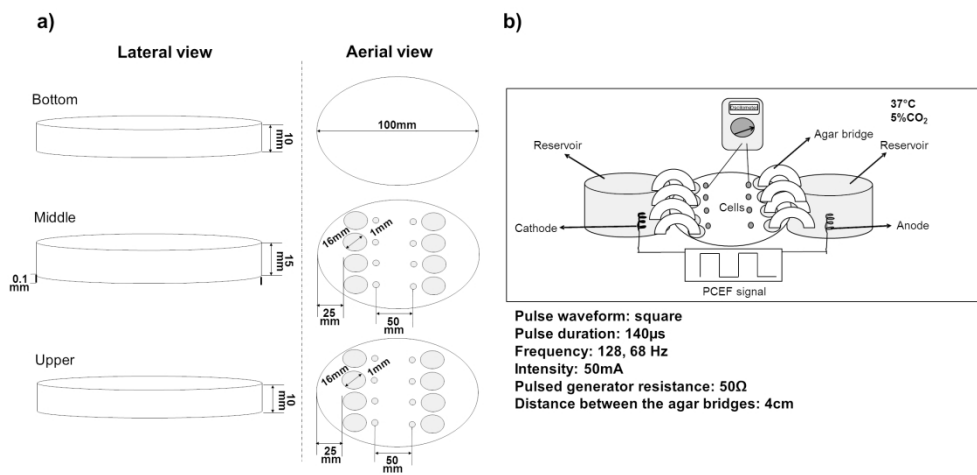 a)
Lateral view
Aerial view
Bottom
10
mm
100mm
Middle
15
mm
0.1
mm
16mm
1mm
25
mm
50
mm
Upper
10
mm
16mm
1mm
25
mm
50
mm
b)
37°C
5%CO₂
Oscillometer
Agar bridge
Reservoir
Reservoir
Cells
Cathode
Anode
PCEF signal
Pulse waveform: square
Pulse duration: 140µs
Frequency: 128, 68 Hz
Intensity: 50mA
Pulsed generator resistance: 50Ω
Distance between the agar bridges: 4cm